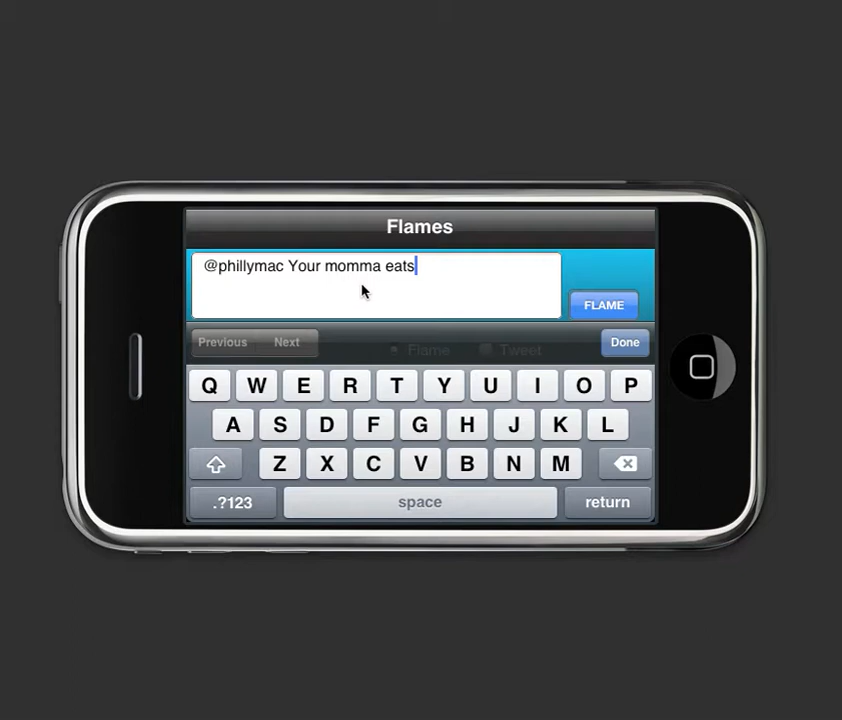 Flames
@phillymac Your momma eats
FLAME
Previous Next Flame Tweet Done
Q W E R T Y U I O P
A S D F G H J K L
Z X C V B N M
.?123 space return